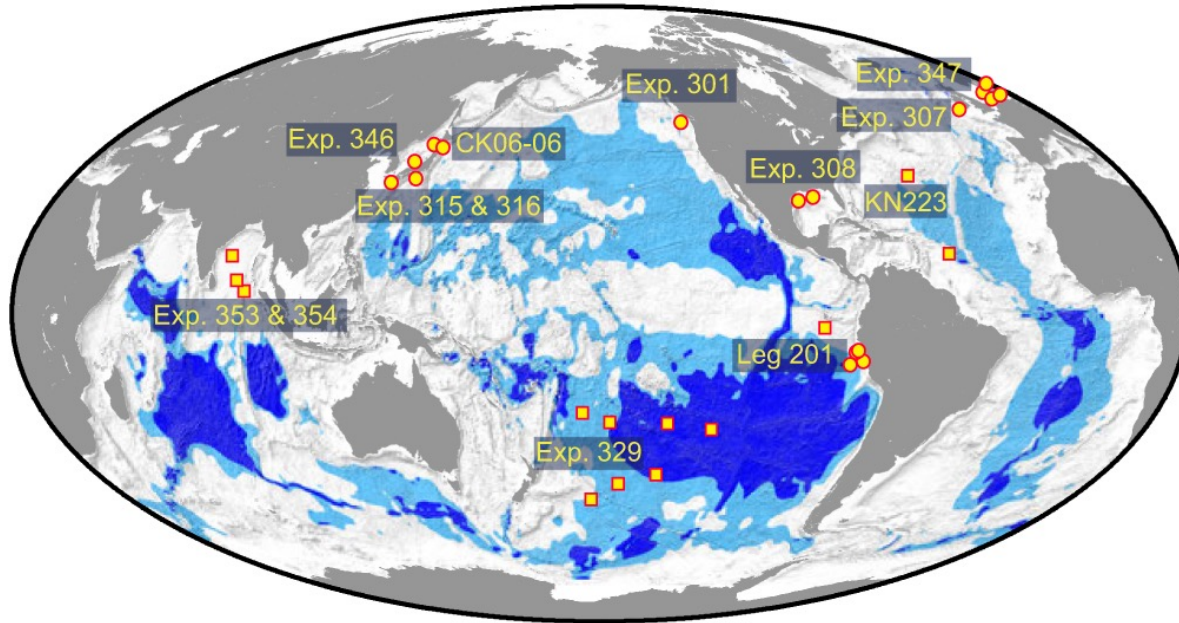 Exp. 347
Exp. 301
Exp. 307
Exp. 346
CK06-06
Exp. 308
KN223
Exp. 315 & 316
Exp. 353 & 354
Leg 201
Exp. 329